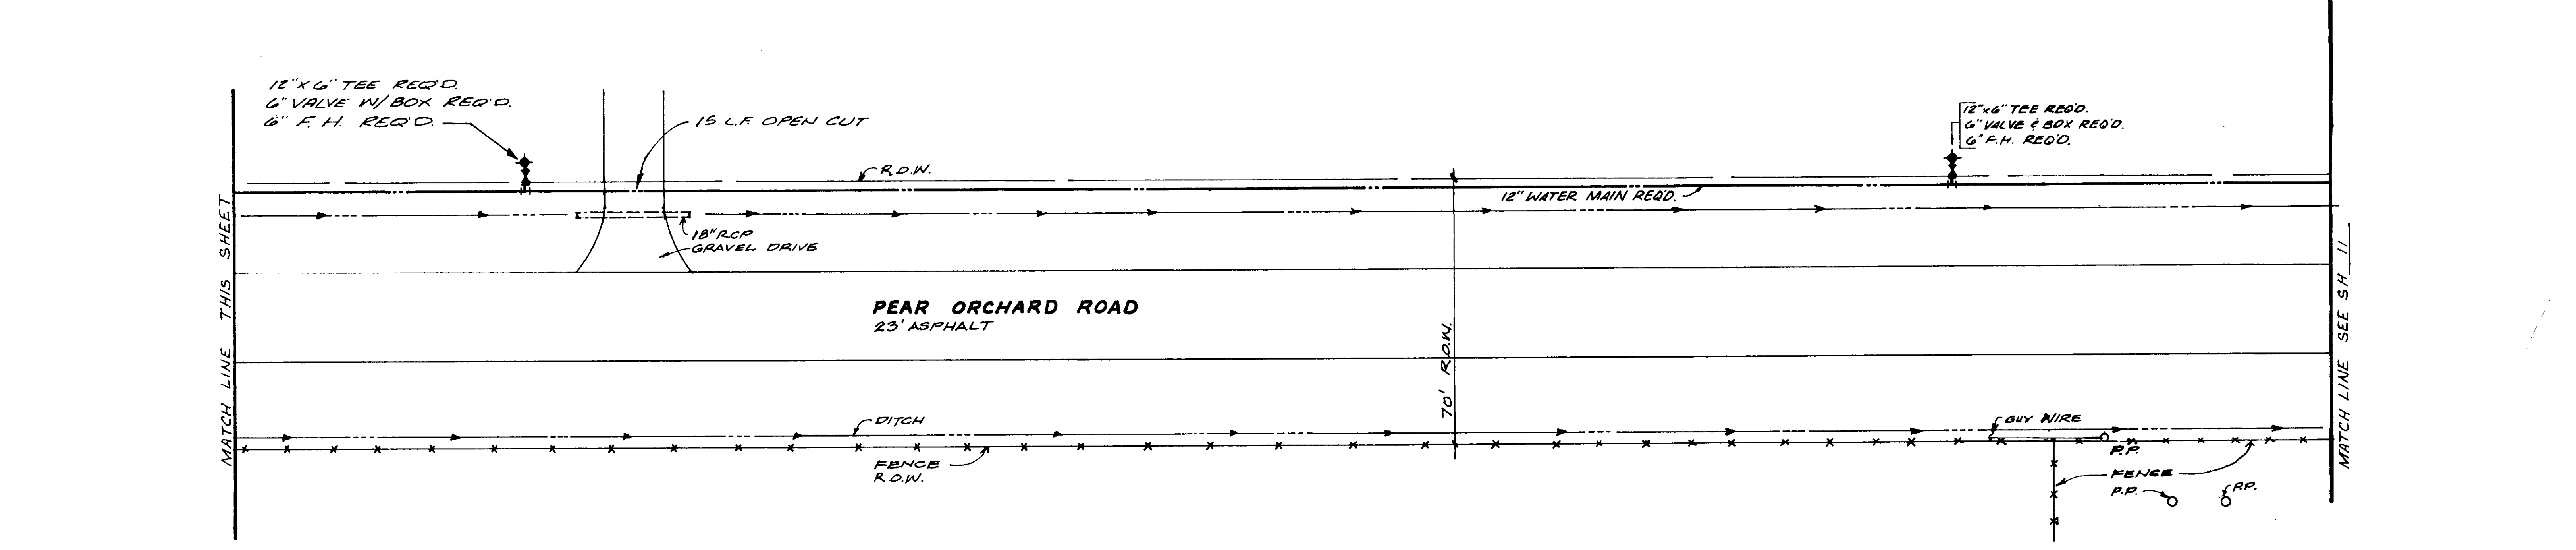 12" X 6" TEE REQ'D.
6" VALVE W/ BOX REQ'D.
6" F. H. REQ'D.
15 L.F. OPEN CUT
R.O.W.
12"x6" TEE REQ'D.
6" VALVE & BOX REQ'D.
6" F.H. REQ'D.
12" WATER MAIN REQ'D.
18" RCP
GRAVEL DRIVE
MATCH LINE THIS SHEET
PEAR ORCHARD ROAD
23' ASPHALT
70' R.O.W.
MATCH LINE SEE SH 11
DITCH
GUY WIRE
FENCE
R.O.W.
P.P.
FENCE
P.P.
P.P.